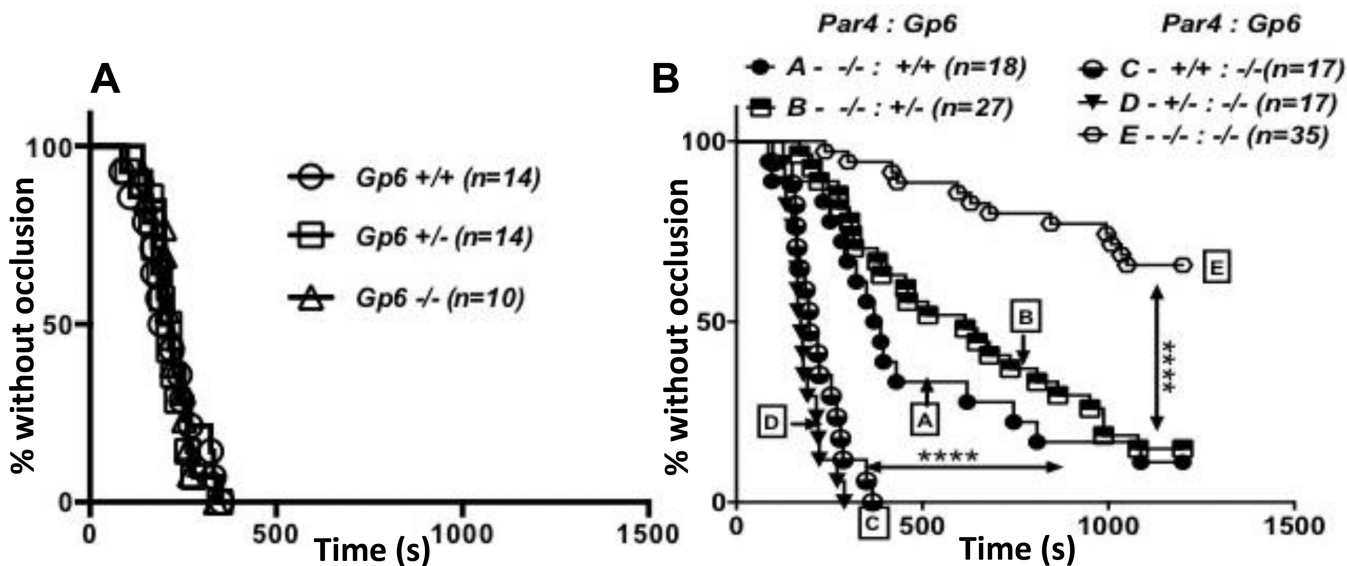 A
% without occlusion
100
50
0
0
500
1000
1500
Time (s)
Gp6 +/+ (n=14)
Gp6 +/- (n=14)
Gp6 -/- (n=10)
B
Par4 : Gp6
A - -/- : +/+ (n=18)
B - -/- : +/- (n=27)
Par4 : Gp6
C - +/+ : -/-(n=17)
D - +/- : -/- (n=17)
E - -/- : -/- (n=35)
% without occlusion
100
50
0
E
B
A
D
C
****
****
0
500
1000
1500
Time (s)